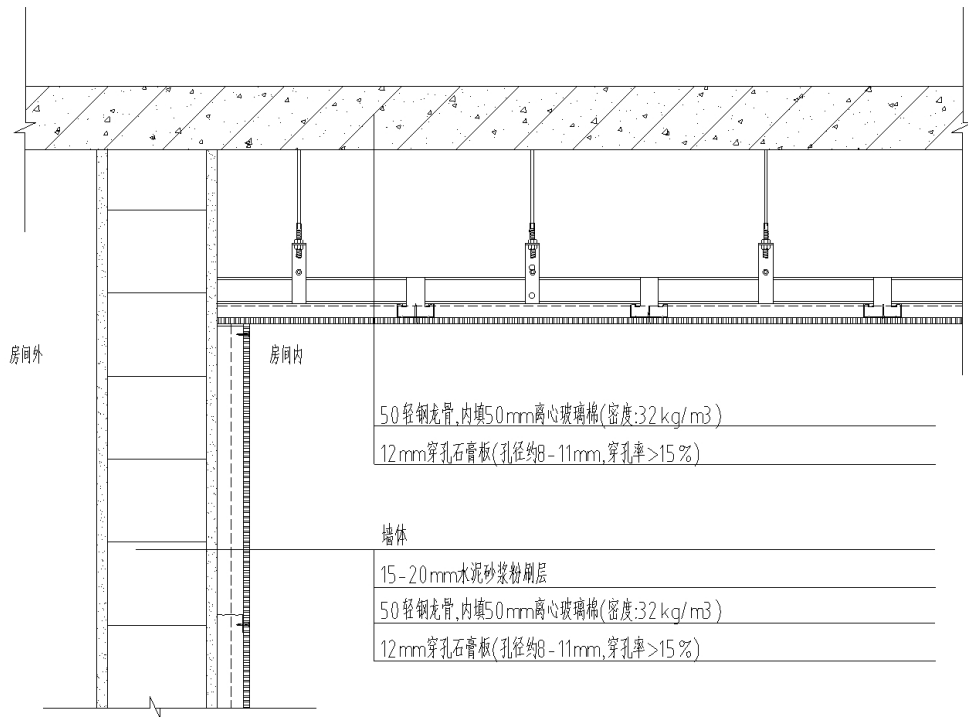 房间外
房间内
50轻钢龙骨,内填50mm离心玻璃棉(密度:32kg/m3)
12mm穿孔石膏板(孔径约8-11mm,穿孔率>15%)
墙体
15-20mm水泥砂浆粉刷层
50轻钢龙骨,内填50mm离心玻璃棉(密度:32kg/m3)
12mm穿孔石膏板(孔径约8-11mm,穿孔率>15%)